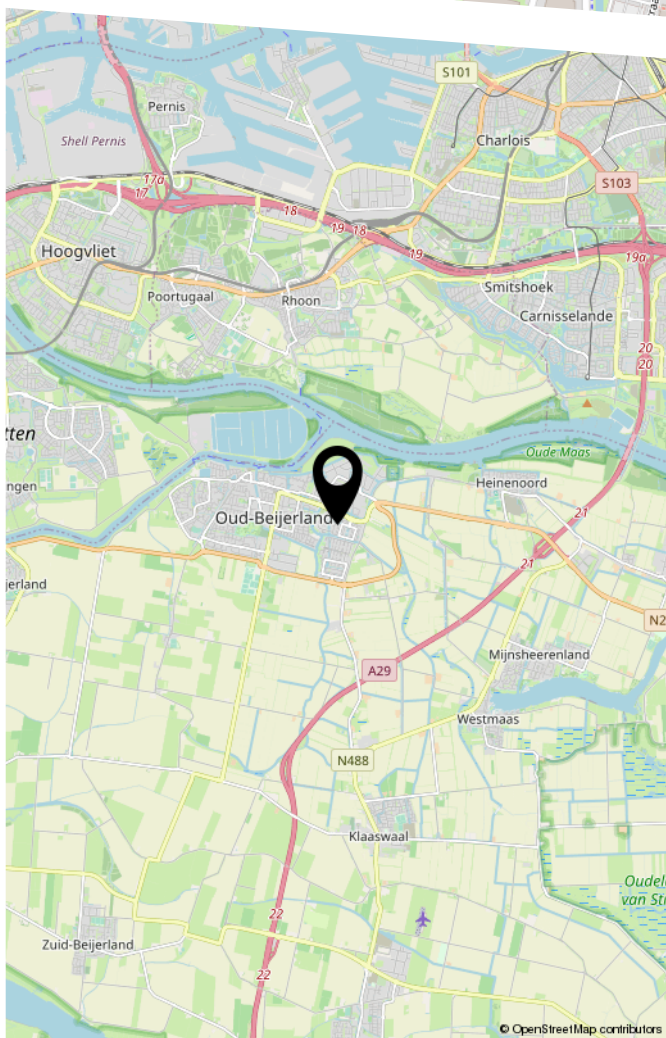 S101
Pernis
Charlois
Shell Pernis
17a
17
S103
18
19
18
19
19a
Hoogvliet
Smitshoek
Poortugaal
Rhoon
Carnisselande
20
20
tten
Oude Maas
ngen
Heinenoord
Oud-Beijerland
21
21
jerland
N2
Mijnsheerenland
A29
Westmaas
N488
Klaaswaal
Oudel
van Sti
22
Zuid-Beijerland
22
© OpenStreetMap contributors